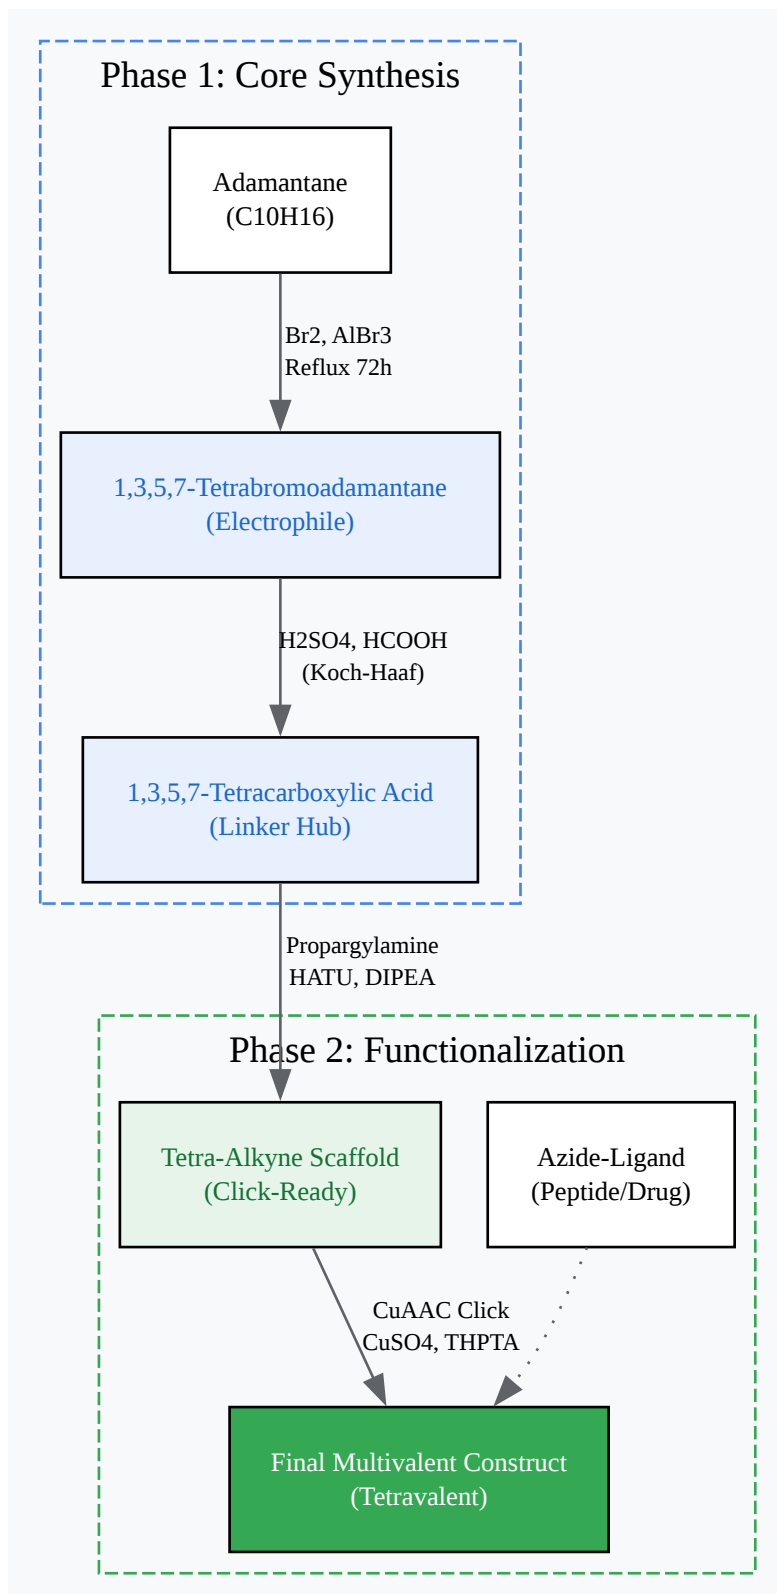 Phase 1: Core Synthesis
Adamantane
(C10H16)
Br2, AlBr3
Reflux 72h
1,3,5,7-Tetrabromoadamantane
(Electrophile)
H2SO4, HCOOH
(Koch-Haaf)
1,3,5,7-Tetracarboxylic Acid
(Linker Hub)
Propargylamine
HATU, DIPEA
Phase 2: Functionalization
Tetra-Alkyne Scaffold
(Click-Ready)
Azide-Ligand
(Peptide/Drug)
CuAAC Click
CuSO4, THPTA
Final Multivalent Construct
(Tetravalent)